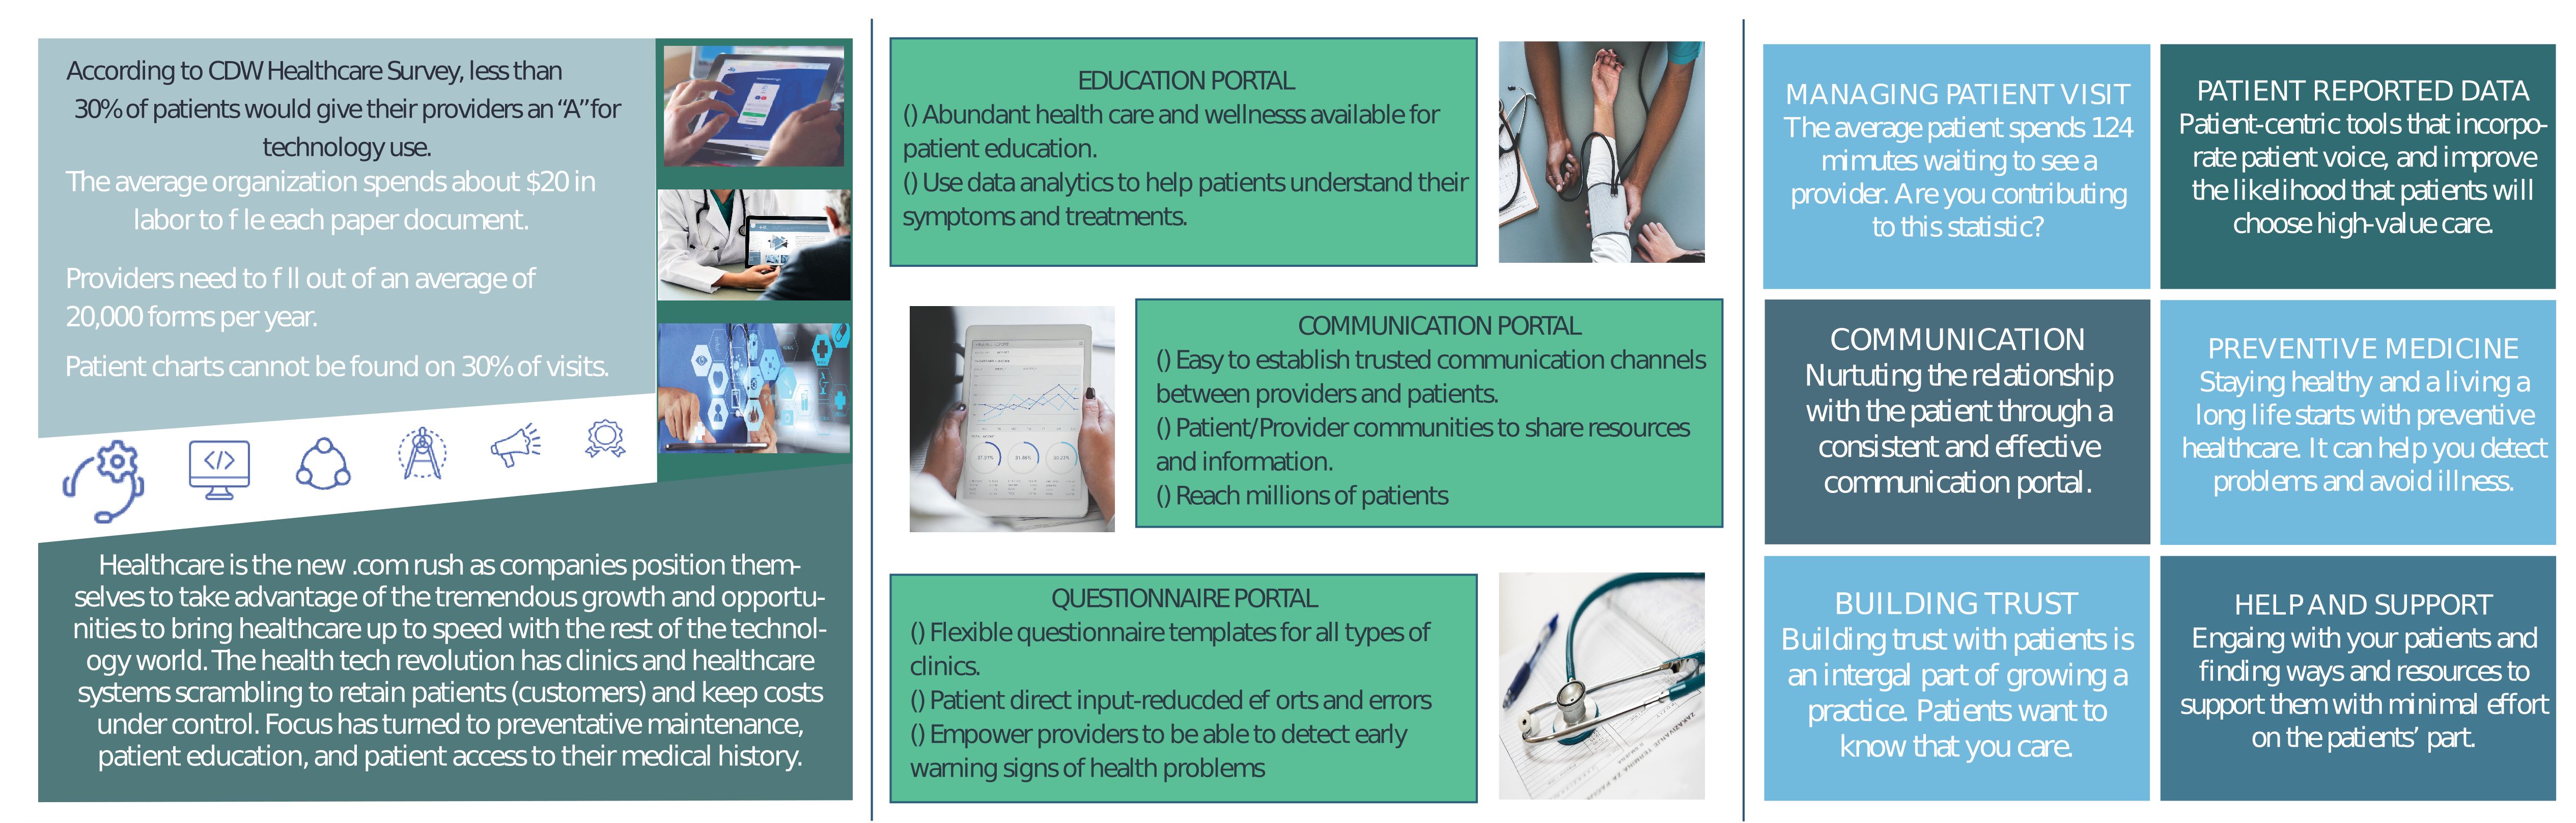 According to CDW Healthcare Survey, less than
30% of patients would give their providers an “A” for
technology use.
The average organization spends about $20 in
labor to f le each paper document.
Providers need to f ll out of an average of
20,000 forms per year.
Patient charts cannot be found on 30% of visits.
</>
Healthcare is the new .com rush as companies position them-
selves to take advantage of the tremendous growth and opportu-
nities to bring healthcare up to speed with the rest of the technol-
ogy world. The health tech revolution has clinics and healthcare
systems scrambling to retain patients (customers) and keep costs
under control. Focus has turned to preventative maintenance,
patient education, and patient access to their medical history.
EDUCATION PORTAL
() Abundant health care and wellnesss available for
patient education.
() Use data analytics to help patients understand their
symptoms and treatments.
COMMUNICATION PORTAL
() Easy to establish trusted communication channels
between providers and patients.
() Patient/Provider communities to share resources
and information.
() Reach millions of patients
QUESTIONNAIRE PORTAL
() Flexible questionnaire templates for all types of
clinics.
() Patient direct input-reducded ef orts and errors
() Empower providers to be able to detect early
warning signs of health problems
MANAGING PATIENT VISIT
The average patient spends 124
mimutes waiting to see a
provider. Are you contributing
to this statistic?
PATIENT REPORTED DATA
Patient-centric tools that incorpo-
rate patient voice, and improve
the likelihood that patients will
choose high-value care.
COMMUNICATION
Nurtuting the relationship
with the patient through a
consistent and effective
communication portal.
PREVENTIVE MEDICINE
Staying healthy and a living a
long life starts with preventive
healthcare. It can help you detect
problems and avoid illness.
BUILDING TRUST
Building trust with patients is
an intergal part of growing a
practice. Patients want to
know that you care.
HELP AND SUPPORT
Engaing with your patients and
finding ways and resources to
support them with minimal effort
on the patients’ part.